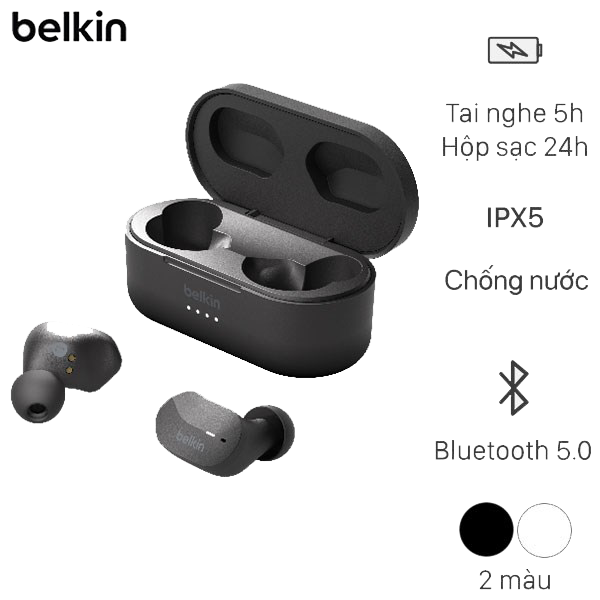 belkin
Tai nghe 5h
Hộp sạc 24h
IPX5
Chống nước
belkin
belkin
Bluetooth 5.0
2 màu